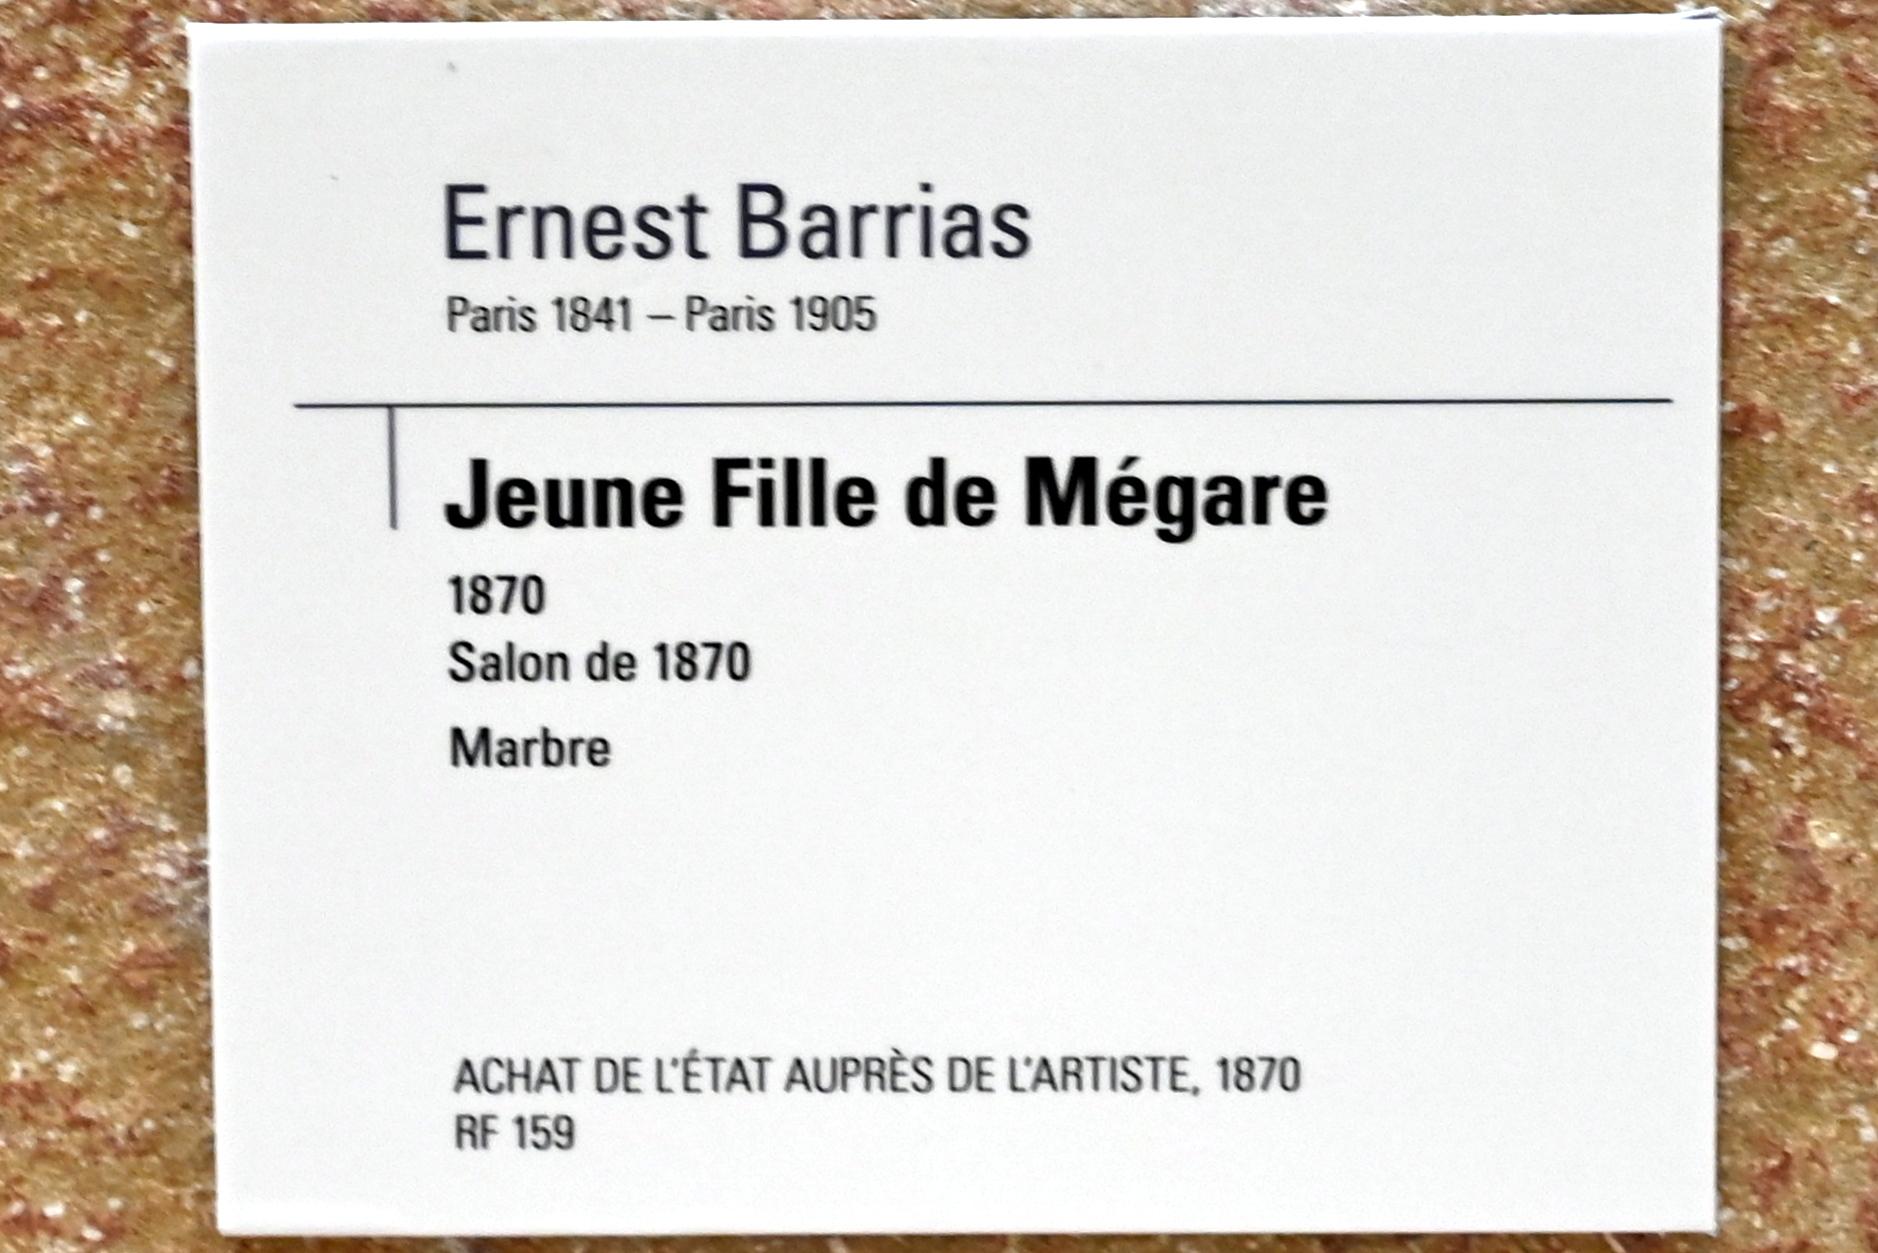 Ernest Barrias
Paris 1841 – Paris 1905
Jeune Fille de Mégare
1870
Salon de 1870
Marbre
ACHAT DE L'ÉTAT AUPRÈS DE L'ARTISTE, 1870
RF 159